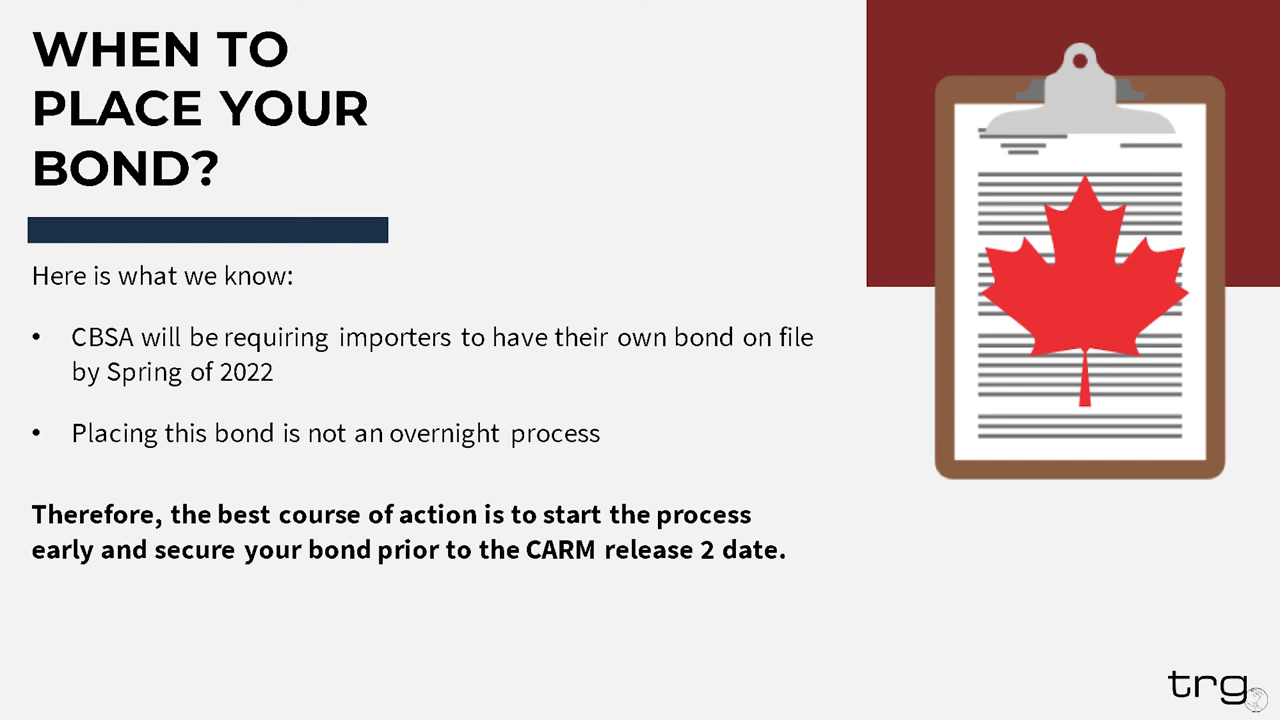 WHEN TO
PLACE YOUR
BOND?
Here is what we know:
• CBSA will be requiring importers to have their own bond on file
by Spring of 2022
• Placing this bond is not an overnight process
Therefore, the best course of action is to start the process
early and secure your bond prior to the CARM release 2 date.
trg